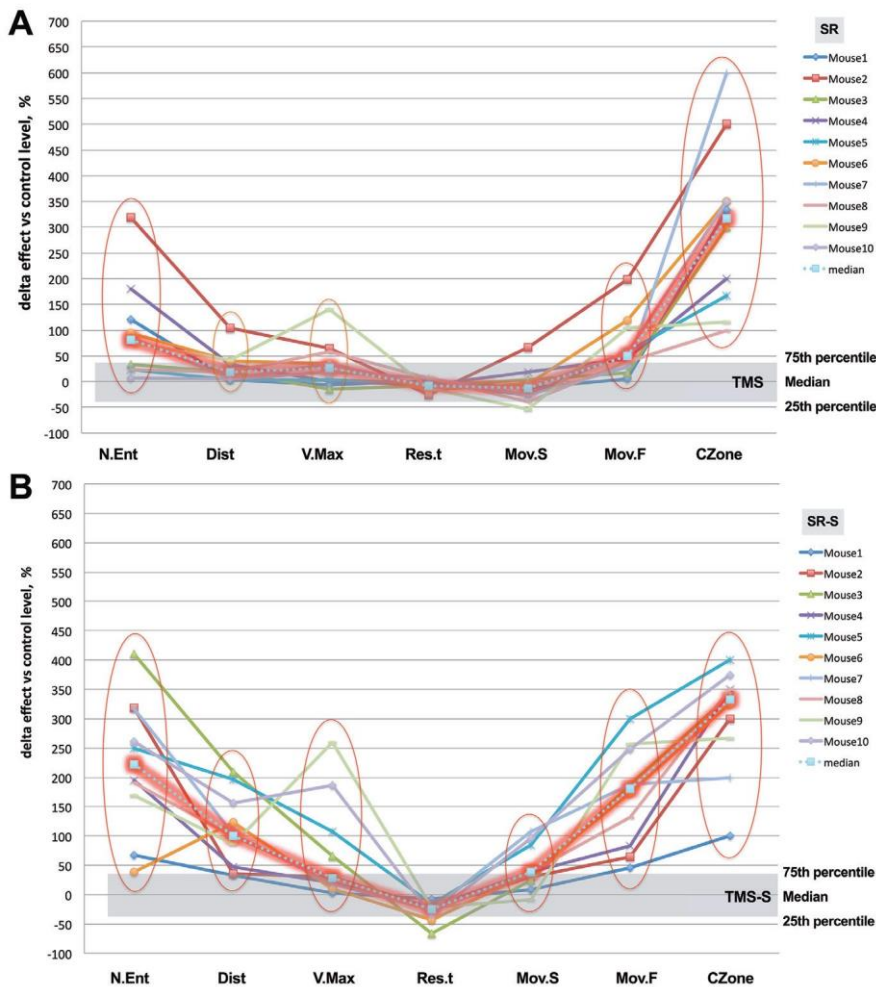 A
delta effect vs control level, %
700
650
600
550
500
450
400
350
300
250
200
150
100
50
0
-50
-100
N.Ent Dist V.Max Res.t Mov.S Mov.F CZone
SR
Mouse1
Mouse2
Mouse3
Mouse4
Mouse5
Mouse6
Mouse7
Mouse8
Mouse9
Mouse10
median
75th percentile
TMS Median
25th percentile
B
delta effect vs control level, %
700
650
600
550
500
450
400
350
300
250
200
150
100
50
0
-50
-100
N.Ent Dist V.Max Res.t Mov.S Mov.F CZone
SR-S
Mouse1
Mouse2
Mouse3
Mouse4
Mouse5
Mouse6
Mouse7
Mouse8
Mouse9
Mouse10
median
75th percentile
TMS-S Median
25th percentile